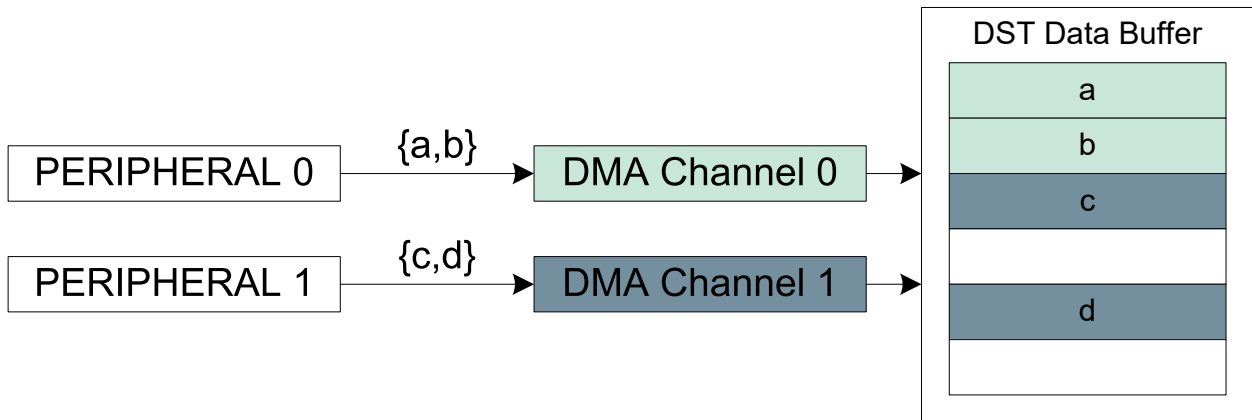 DST Data Buffer
a
{a,b}
b
PERIPHERAL 0
DMA Channel 0
c
{c,d}
PERIPHERAL 1
DMA Channel 1
d